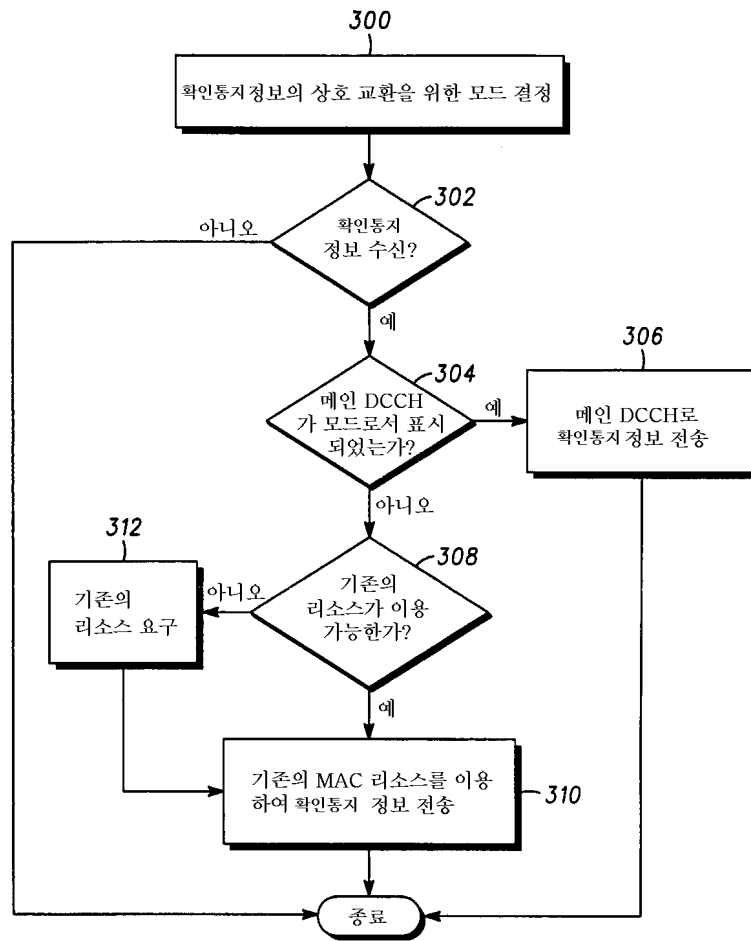 300
확인통지정보의 상호 교환을 위한 모드 결정
302
아니오
확인통지
정보 수신?
예
306
304
메인 DCCH
가 모드로서 표시
되었는가?
예
메인 DCCH로
확인통지 정보 전송
아니오
312
308
기존의
리소스 요구
아니오
기존의
리소스가 이용
가능한가?
예
기존의 MAC 리소스를 이용
하여 확인통지 정보 전송
310
종료